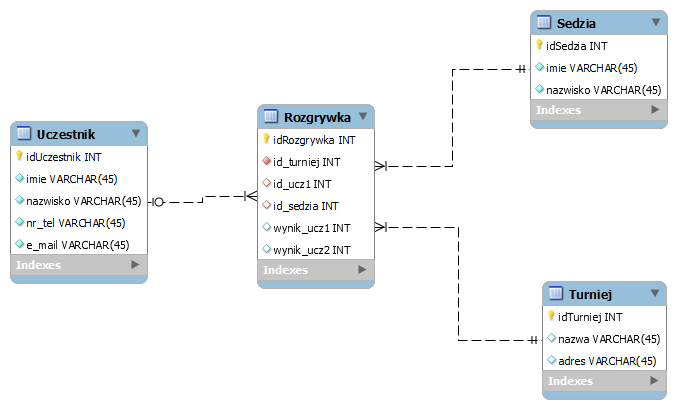 Sedzia
idSedzia INT
imie VARCHAR(45)
nazwisko VARCHAR(45)
Indexes
Rozgrywka
idRozgrywka INT
id_turniej INT
id_ucz1 INT
id_sedzia INT
wynik_ucz1 INT
wynik_ucz2 INT
Indexes
Uczestnik
idUczestnik INT
imie VARCHAR(45)
nazwisko VARCHAR(45)
nr_tel VARCHAR(45)
e_mail VARCHAR(45)
Indexes
Turniej
idTurniej INT
nazwa VARCHAR(45)
adres VARCHAR(45)
Indexes